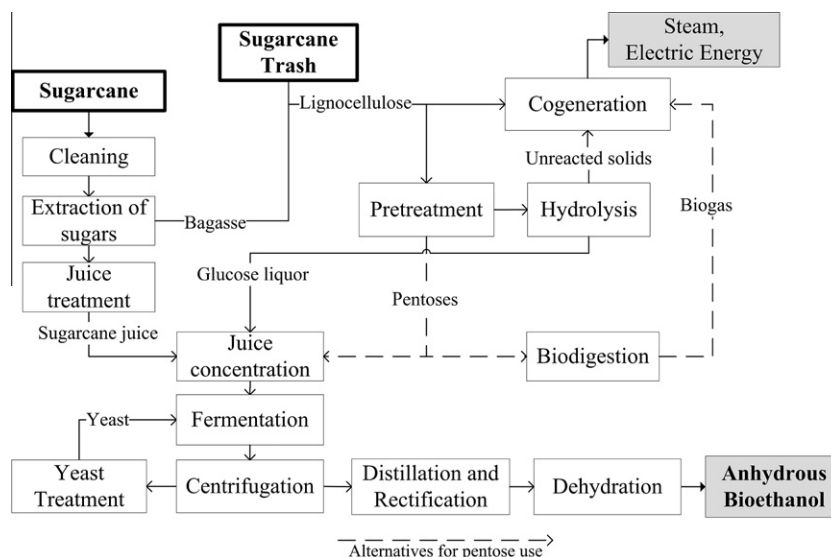 Steam,
Electric Energy
Sugarcane
Trash
Sugarcane
Lignocellulose
Cogeneration
Cleaning
Unreacted solids
Extraction of
sugars
Bagasse
Pretreatment
Hydrolysis
Biogas
Juice
treatment
Glucose liquor
Pentoses
Sugarcane juice
Juice
concentration
Biodigestion
Yeast
Fermentation
Yeast
Treatment
Centrifugation
Distillation and
Rectification
Dehydration
Anhydrous
Bioethanol
Alternatives for pentose use